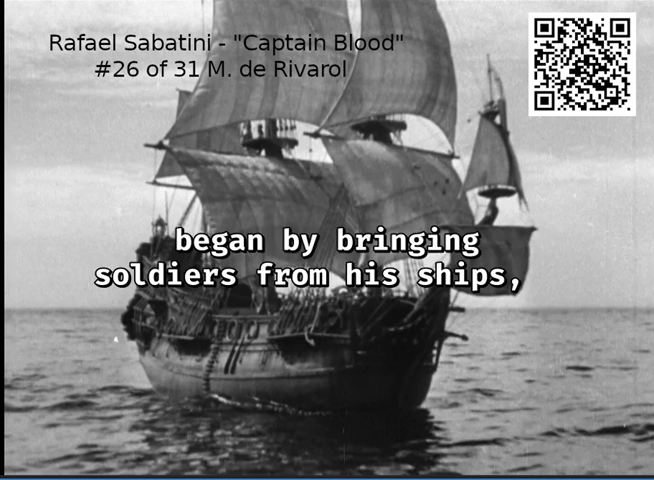 Rafael Sabatini - "Captain Blood"
#26 of 31 M. de Rivarol
began by bringing
soldiers from his ships,